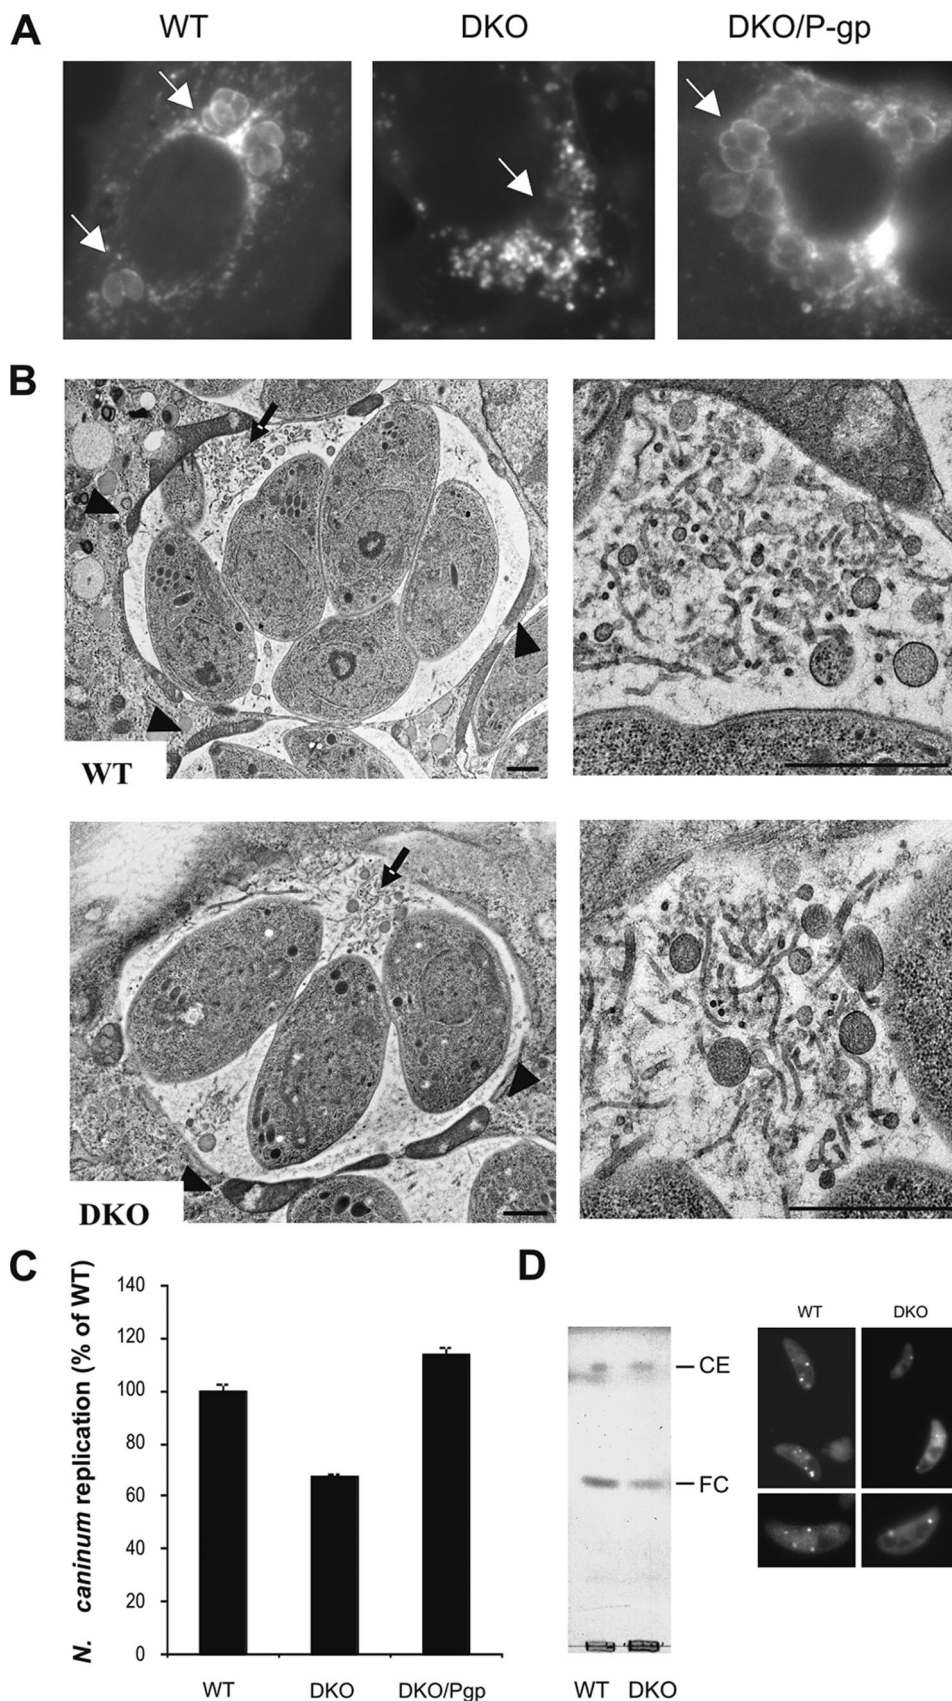 A
WT
DKO
DKO/P-gp
B
WT
DKO
C
N. caninum replication (% of WT)
140
120
100
80
60
40
20
0
WT
DKO
DKO/Pgp
D
CE
FC
WT
DKO
WT
DKO